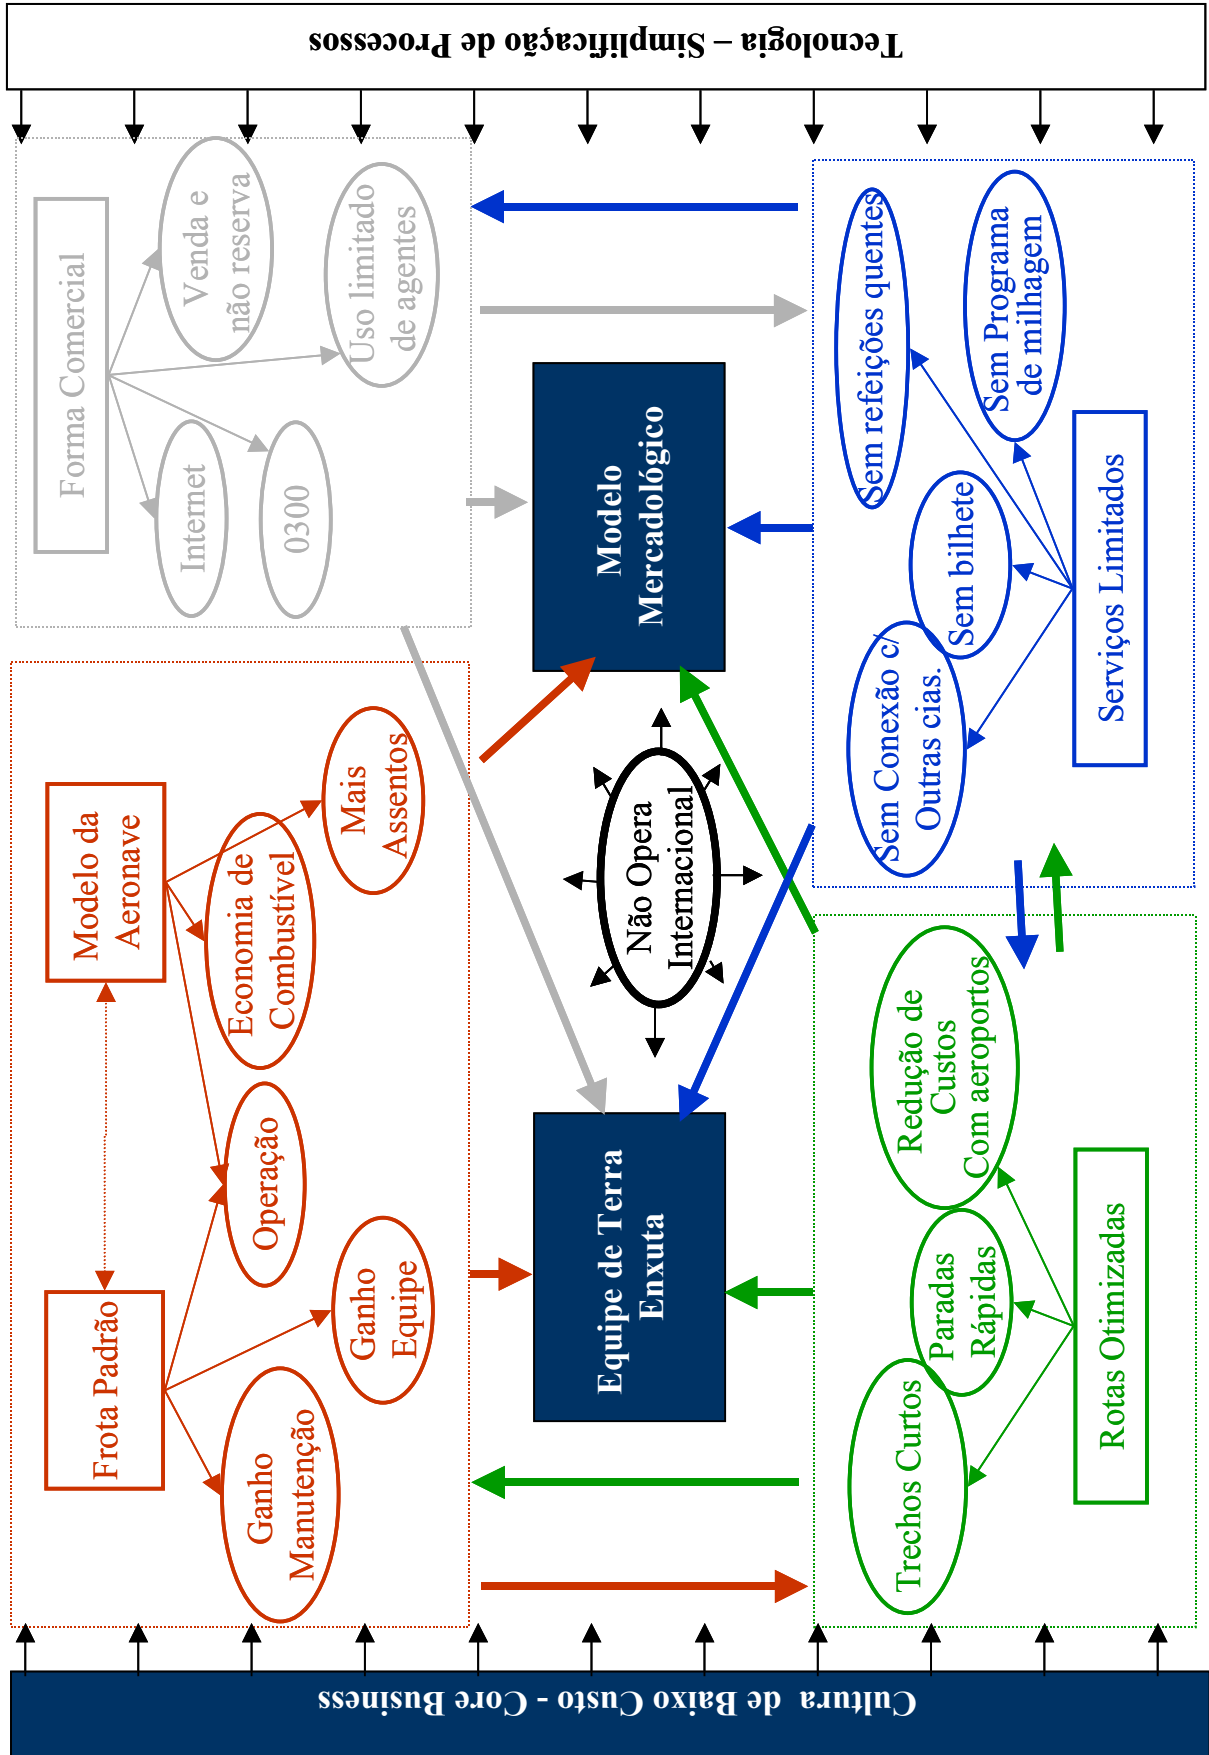 Cultura de Baixo Custo - Core Business
Frota Padrão
Modelo da
Aeronave
Ganho
Manutenção
Ganho
Equipe
Operação
Economia de
Combustível
Mais
Assentos
Forma Comercial
Internet
0300
Venda e
não reserva
Uso limitado
de agentes
Equipe de Terra
Enxuta
Não Opera
Internacional
Modelo
Mercadológico
Trechos Curtos
Paradas
Rápidas
Redução de
Custos
Com aeroportos
Rotas Otimizadas
Sem Conexão c/
Outras cias.
Sem bilhete
Sem refeições quentes
Sem Programa
de milhagem
Serviços Limitados
Tecnologia – Simplificação de Processos